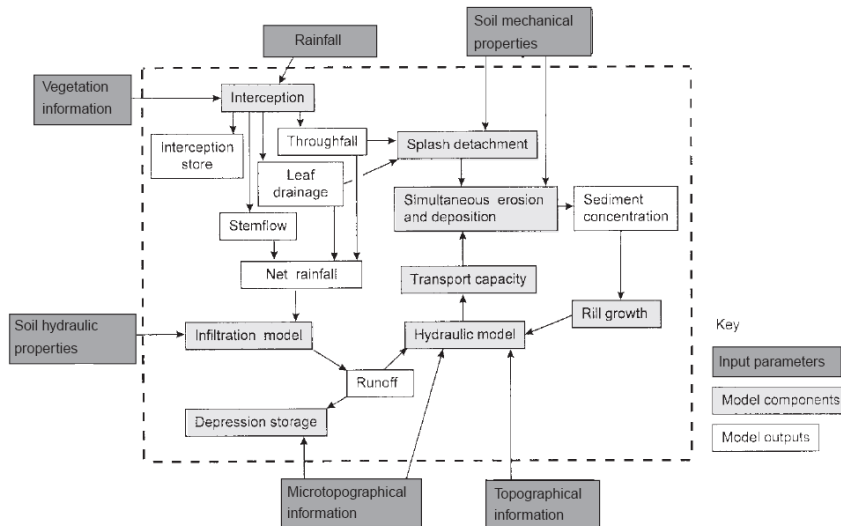 Rainfall
Soil mechanical
properties
Vegetation
information
Interception
Interception
store
Throughfall
Splash detachment
Leaf
drainage
Simultaneous erosion
and deposition
Sediment
concentration
Stemflow
Net rainfall
Transport capacity
Soil hydraulic
properties
Infiltration model
Hydraulic model
Rill growth
Runoff
Depression storage
Microtopographical
information
Topographical
information
Key
Input parameters
Model components
Model outputs